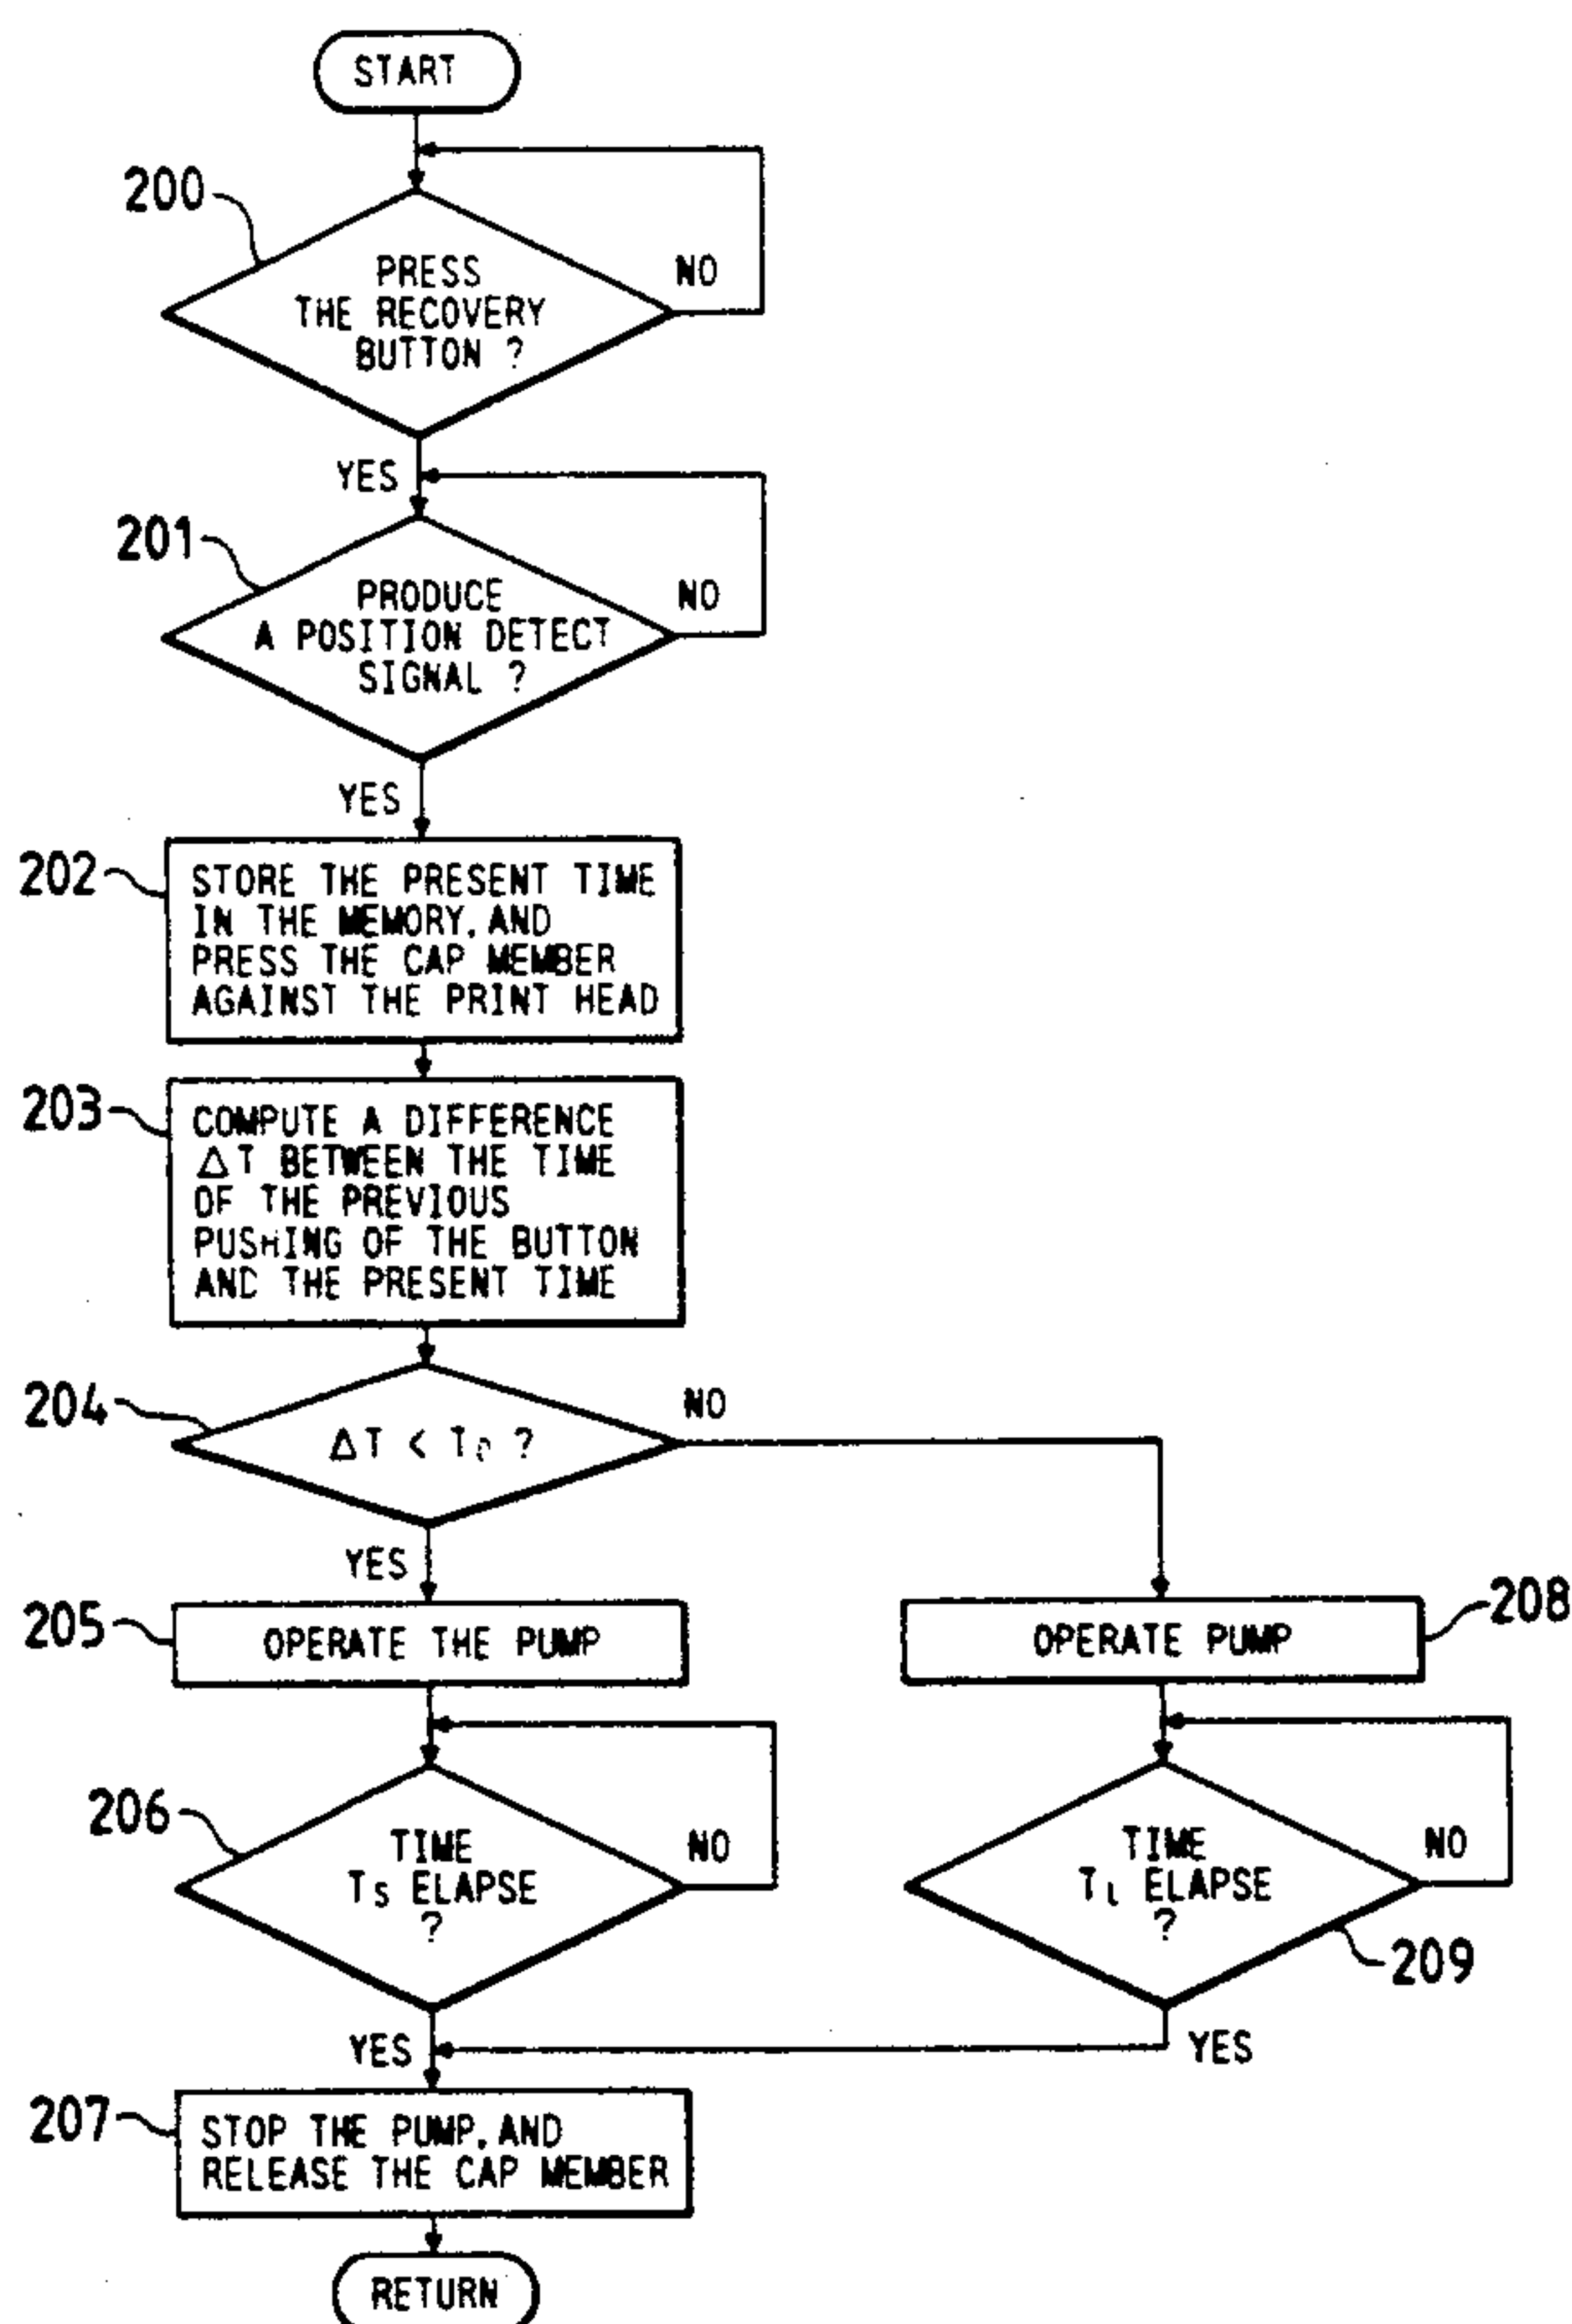 START
200
PRESS
THE RECOVERY
BUTTON ?
NO
YES
201
PRODUCE
A POSITION DETECT
SIGNAL ?
NO
YES
202
STORE THE PRESENT TIME
IN THE MEMORY, AND
PRESS THE CAP MEMBER
AGAINST THE PRINT HEAD
203
COMPUTE A DIFFERENCE
ΔT BETWEEN THE TIME
OF THE PREVIOUS
PUSHING OF THE BUTTON
AND THE PRESENT TIME
204
ΔT < ?
NO
YES
205
OPERATE THE PUMP
208
OPERATE PUMP
206
TIME
TS ELAPSE
?
NO
TIME
TL ELAPSE
?
NO
209
YES
YES
207
STOP THE PUMP, AND
RELEASE THE CAP MEMBER
RETURN